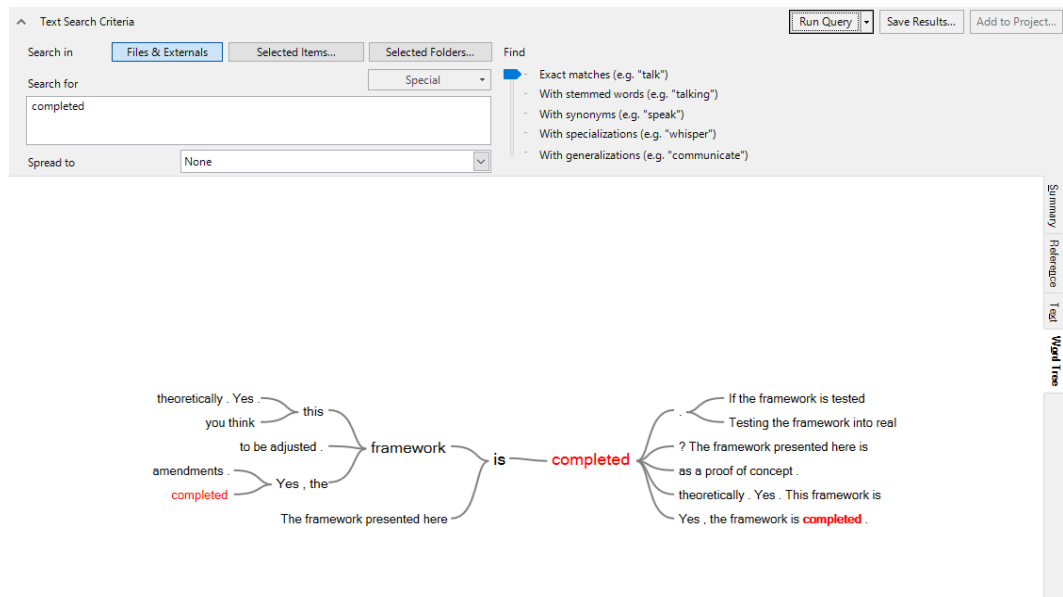 Text Search Criteria
Run Query
Save Results...
Add to Project...
Search in
Files & Externals
Selected Items...
Selected Folders...
Find
Search for
Special
completed
Exact matches (e.g. "talk")
With stemmed words (e.g. "talking")
With synonyms (e.g. "speak")
With specializations (e.g. "whisper")
With generalizations (e.g. "communicate")
Spread to
None
Summary
Reference
Text
Word Tree
theoretically . Yes .
you think
this
to be adjusted .
amendments .
completed
Yes , the
framework
The framework presented here
is
completed
.
If the framework is tested
Testing the framework into real
? The framework presented here is
as a proof of concept .
theoretically . Yes . This framework is
Yes , the framework is completed .